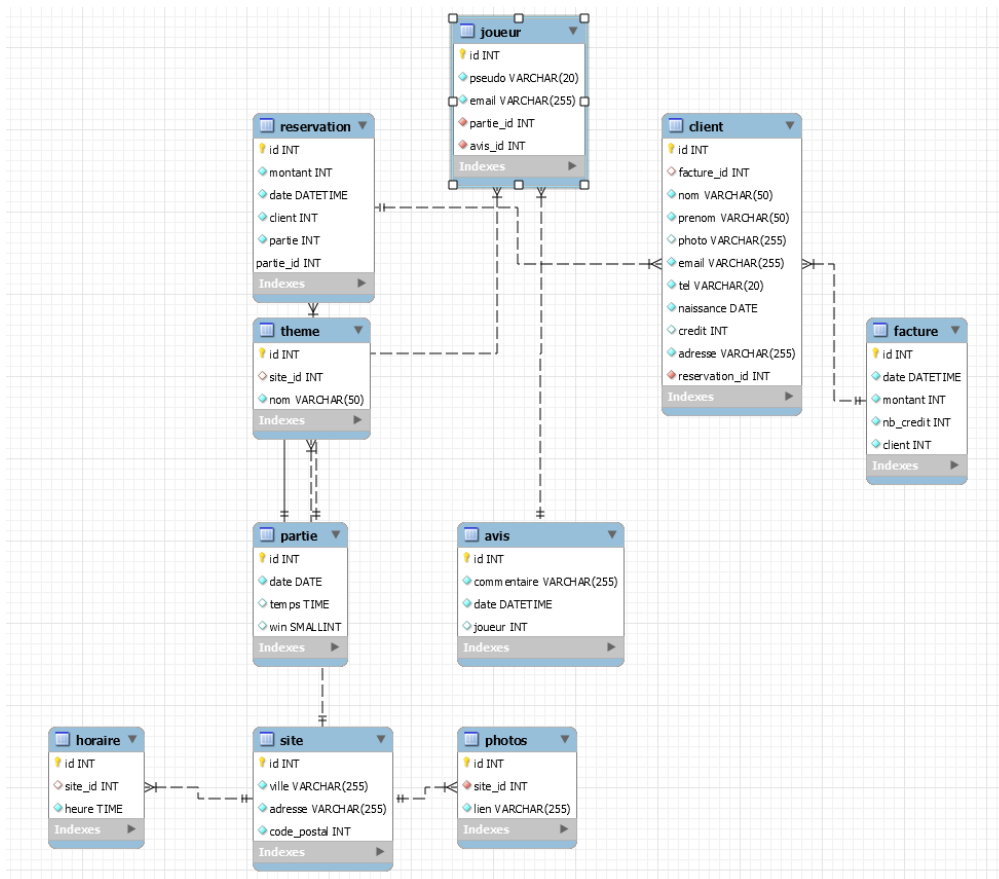 joueur
id INT
pseudo VARCHAR(20)
email VARCHAR(255)
partie_id INT
avis_id INT
Indexes
reservation
id INT
montant INT
date DATETIME
client INT
partie INT
partie_id INT
Indexes
client
id INT
facture_id INT
nom VARCHAR(50)
prenom VARCHAR(50)
photo VARCHAR(255)
email VARCHAR(255)
tel VARCHAR(20)
naissance DATE
credit INT
adresse VARCHAR(255)
reservation_id INT
Indexes
theme
id INT
site_id INT
nom VARCHAR(50)
Indexes
facture
id INT
date DATETIME
montant INT
nb_credit INT
client INT
Indexes
partie
id INT
date DATE
temps TIME
win SMALLINT
Indexes
avis
id INT
commentaire VARCHAR(255)
date DATETIME
joueur INT
Indexes
horaire
id INT
site_id INT
heure TIME
Indexes
site
id INT
ville VARCHAR(255)
adresse VARCHAR(255)
code_postal INT
Indexes
photos
id INT
site_id INT
lien VARCHAR(255)
Indexes